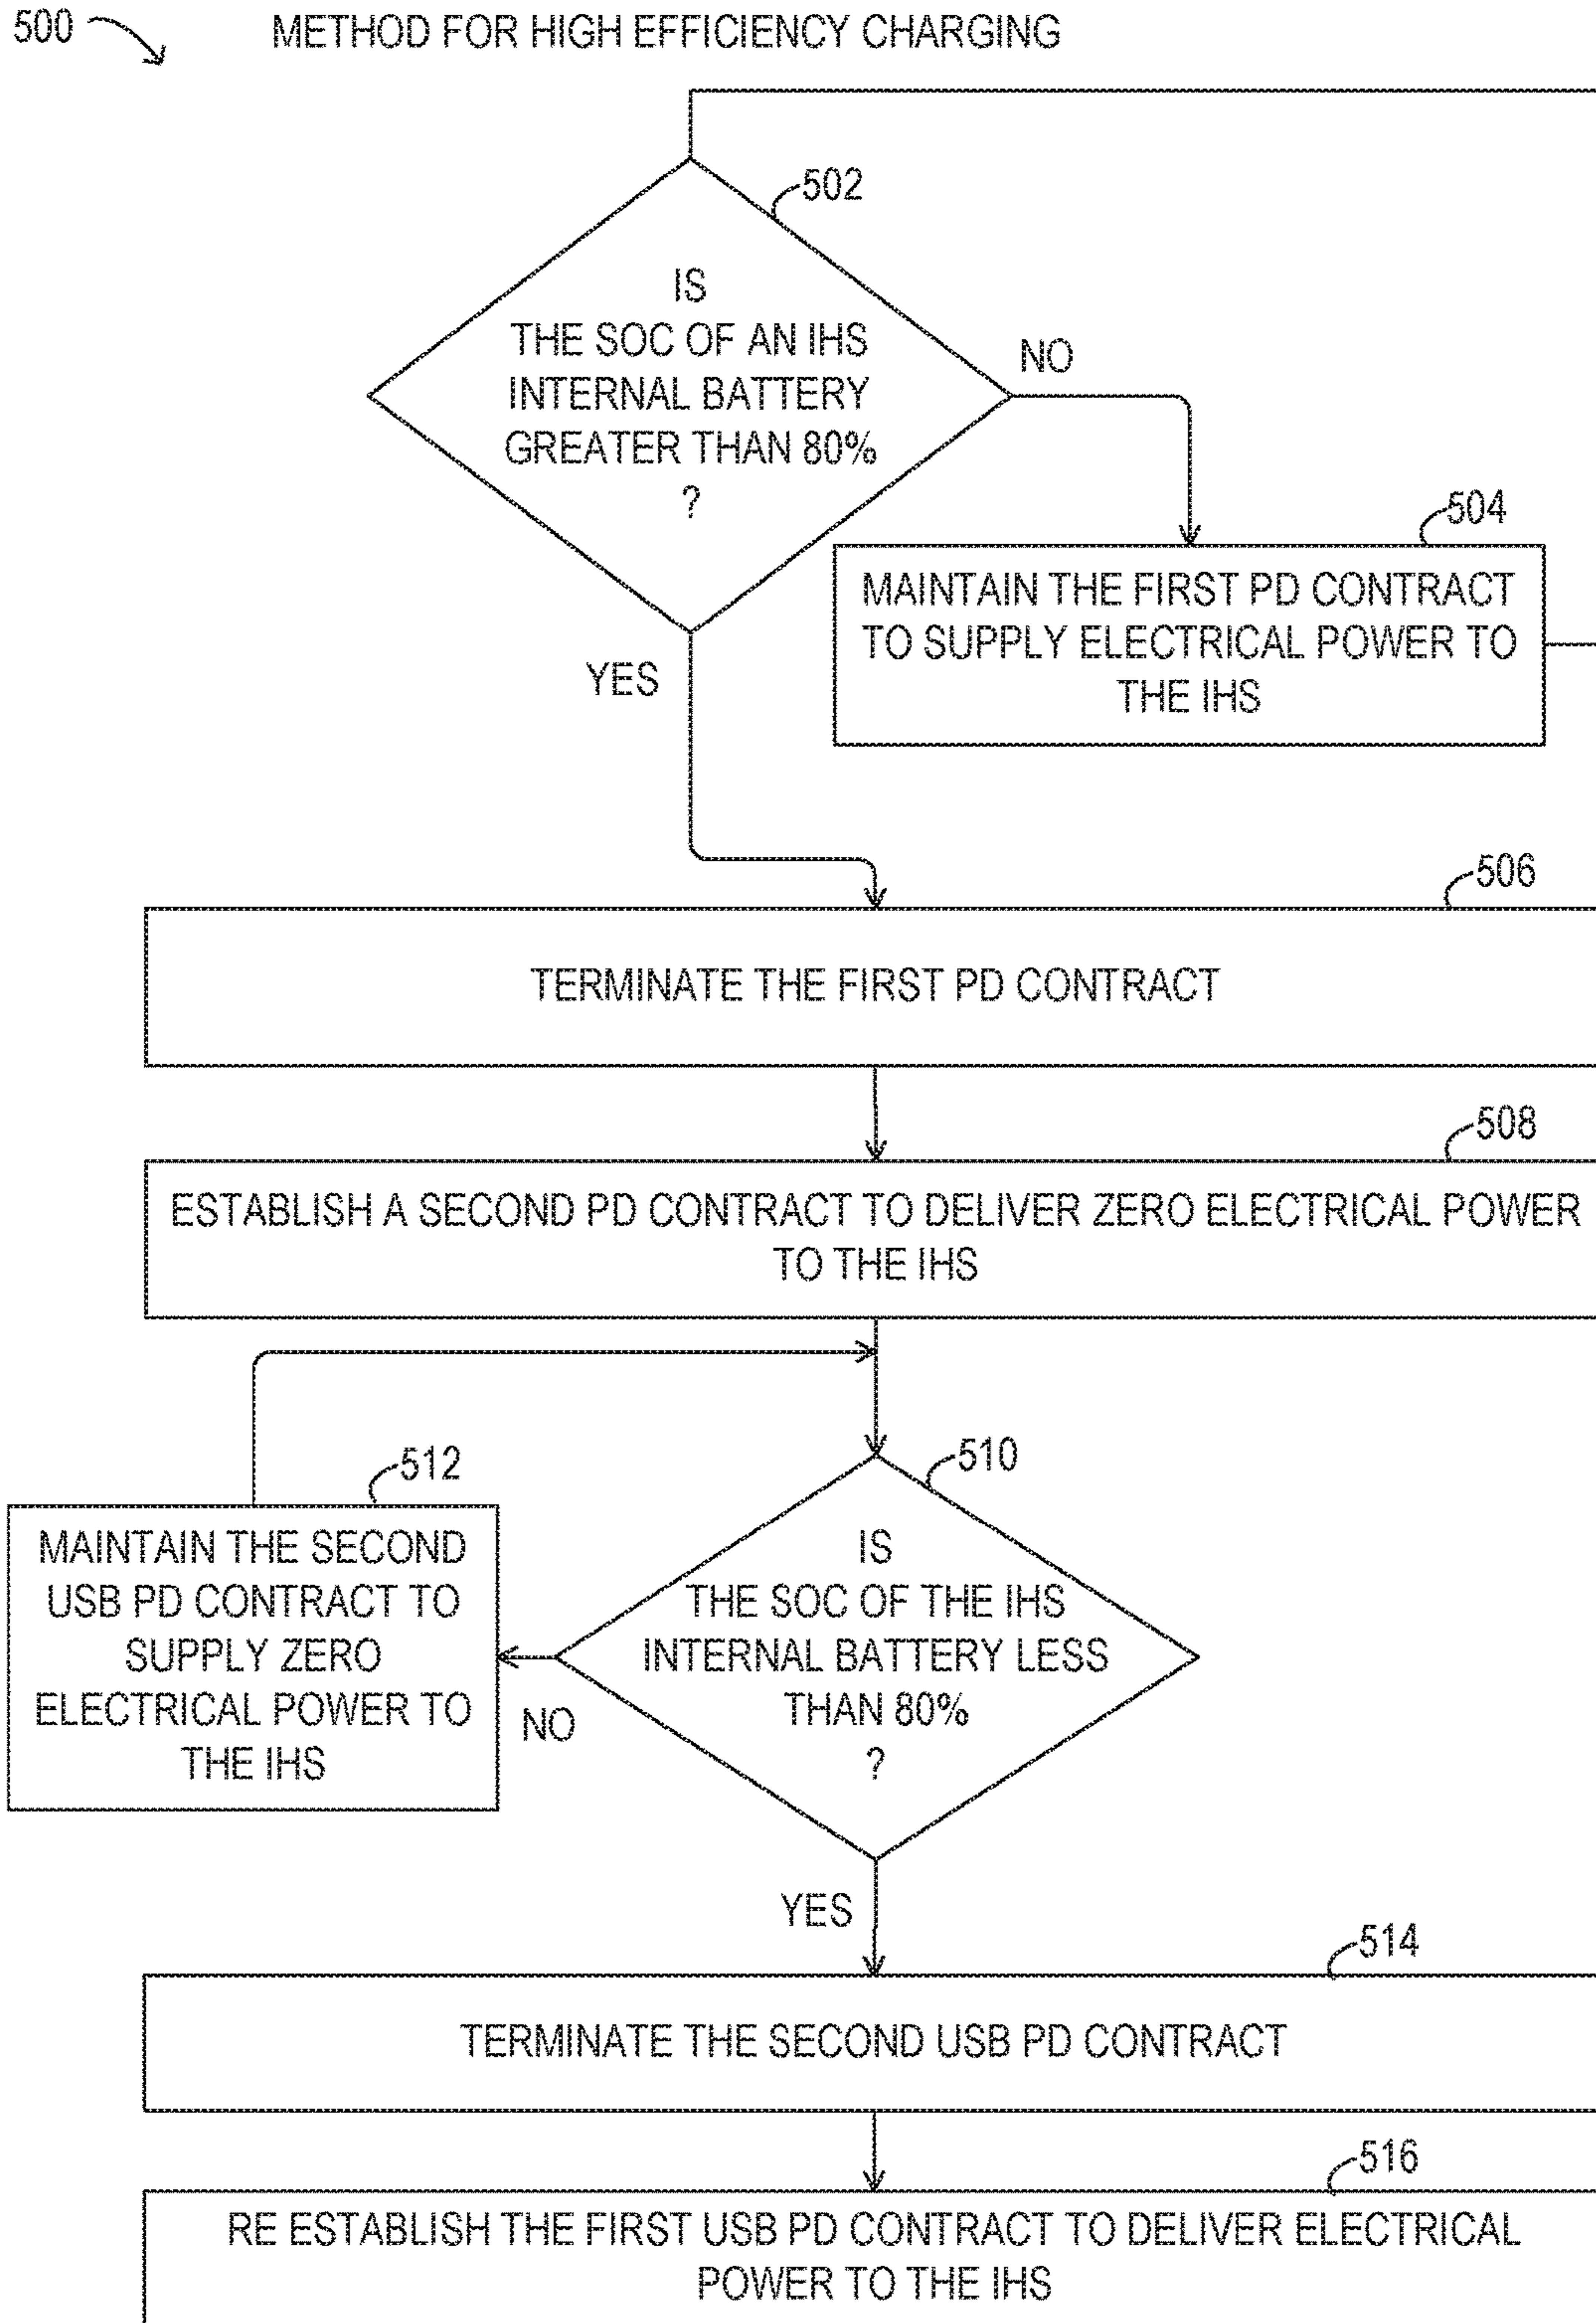 500
METHOD FOR HIGH EFFICIENCY CHARGING
502
IS
THE SOC OF AN IHS
INTERNAL BATTERY
GREATER THAN 80%
?
NO
YES
504
MAINTAIN THE FIRST PD CONTRACT
TO SUPPLY ELECTRICAL POWER TO
THE IHS
506
TERMINATE THE FIRST PD CONTRACT
508
ESTABLISH A SECOND PD CONTRACT TO DELIVER ZERO ELECTRICAL POWER
TO THE IHS
510
IS
THE SOC OF THE IHS
INTERNAL BATTERY LESS
THAN 80%
?
NO
512
MAINTAIN THE SECOND
USB PD CONTRACT TO
SUPPLY ZERO
ELECTRICAL POWER TO
THE IHS
YES
514
TERMINATE THE SECOND USB PD CONTRACT
516
RE ESTABLISH THE FIRST USB PD CONTRACT TO DELIVER ELECTRICAL
POWER TO THE IHS